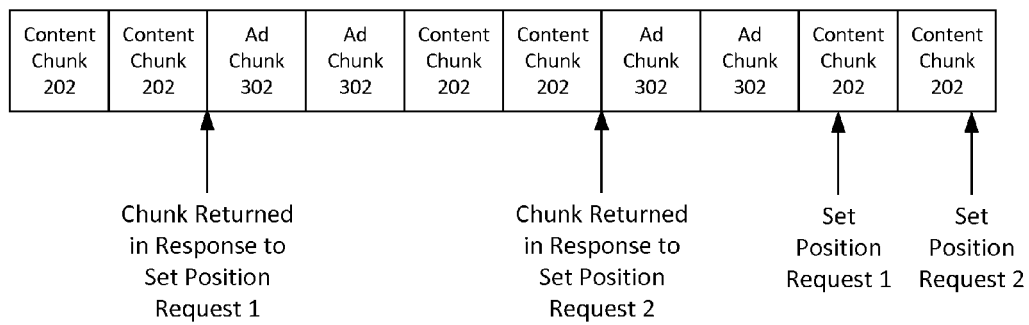 Content Chunk 202
Content Chunk 202
Ad Chunk 302
Ad Chunk 302
Content Chunk 202
Content Chunk 202
Ad Chunk 302
Ad Chunk 302
Content Chunk 202
Content Chunk 202
Chunk Returned
in Response to
Set Position
Request 1
Chunk Returned
in Response to
Set Position
Request 2
Set
Position
Request 1
Set
Position
Request 2